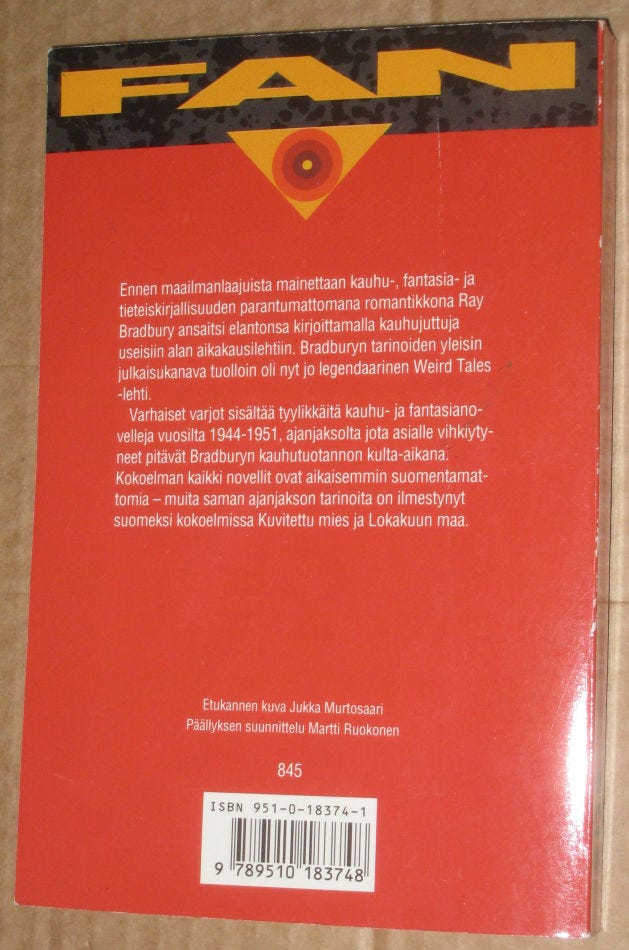 FAN
Ennen maailmanlaajuista mainettaan kauhu-, fantasia- ja
tieteiskirjallisuuden parantumattomana romantikkona Ray
Bradbury ansaitsi elantonsa kirjoittamalla kauhujuttuja
useisiin alan aikakausilehtiin. Bradburyn tarinoiden yleisin
julkaisukanava tuolloin oli nyt jo legendaarinen Weird Tales
-lehti.
Varhaiset varjot sisältää tyylikkäitä kauhu- ja fantasiano-
velleja vuosilta 1944-1951, ajanjaksolta jota asialle vihkiyty-
neet pitävät Bradburyn kauhutuotannon kulta-aikana.
Kokoelman kaikki novellit ovat aikaisemmin suomentamat-
tomia – muita saman ajanjakson tarinoita on ilmestynyt
suomeksi kokoelmissa Kuvitettu mies ja Lokakuun maa.
Etukannen kuva Jukka Murtosaari
Päällyksen suunnittelu Martti Ruokonen
845
ISBN 951-0-18374-1
9 789510 183748